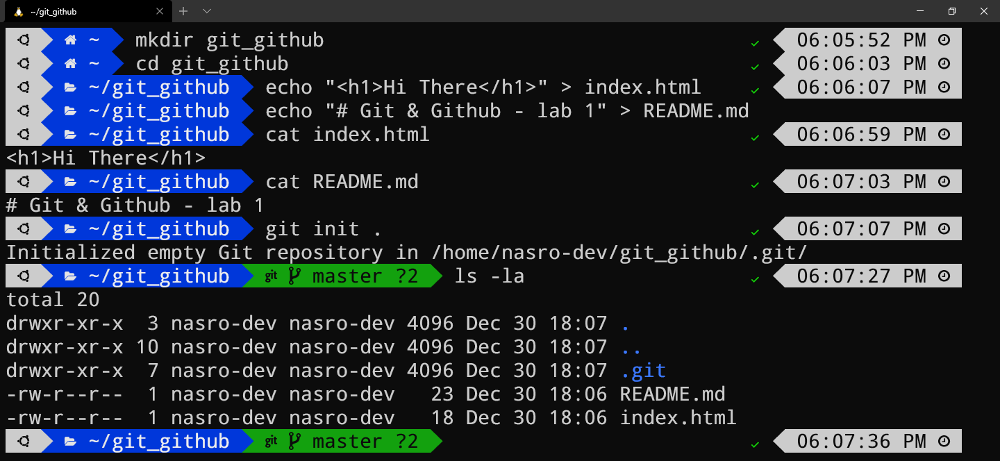 ~/git_github
~ mkdir git_github 06:05:52 PM
~ cd git_github 06:06:03 PM
~/git_github echo "<h1>Hi There</h1>" > index.html 06:06:07 PM
~/git_github echo "# Git & Github - lab 1" > README.md
~/git_github cat index.html 06:06:59 PM
<h1>Hi There</h1>
~/git_github cat README.md 06:07:03 PM
# Git & Github - lab 1
~/git_github git init . 06:07:07 PM
Initialized empty Git repository in /home/nasro-dev/git_github/.git/
~/git_github git master ?2 ls -la 06:07:27 PM
total 20
drwxr-xr-x  3 nasro-dev nasro-dev 4096 Dec 30 18:07 .
drwxr-xr-x 10 nasro-dev nasro-dev 4096 Dec 30 18:07 ..
drwxr-xr-x  7 nasro-dev nasro-dev 4096 Dec 30 18:07 .git
-rw-r--r--  1 nasro-dev nasro-dev   23 Dec 30 18:06 README.md
-rw-r--r--  1 nasro-dev nasro-dev   18 Dec 30 18:06 index.html
~/git_github git master ?2 06:07:36 PM